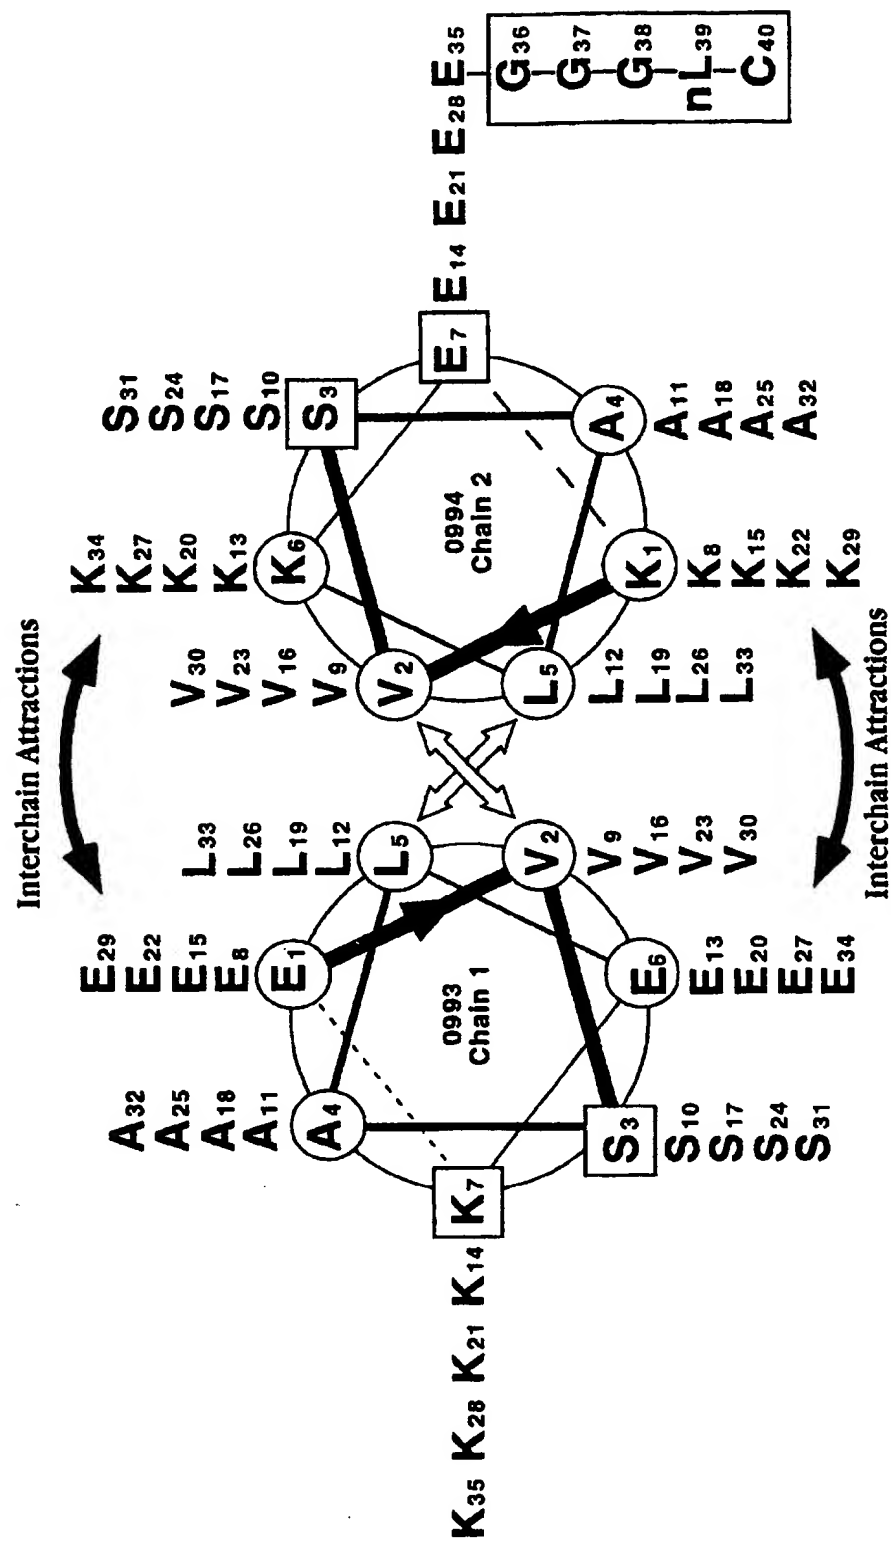 Interchain Attractions
E29
E22
E15
E8
E1
A32
A25
A18
A11
A4
L33
L26
L19
L12
L5
K35 K28 K21 K14 K7
0993
Chain 1
S3
S10
S17
S24
S31
E6
E13
E20
E27
E34
V2
V9
V16
V23
V30
V30
V23
V16
V9
V2
K34
K27
K20
K13
K6
S31
S24
S17
S10
S3
0994
Chain 2
E7 E14 E21 E28 E35
G36
G37
G38
nL39
C40
L5
L12
L19
L26
L33
K1
K8
K15
K22
K29
A4
A11
A18
A25
A32
Interchain Attractions